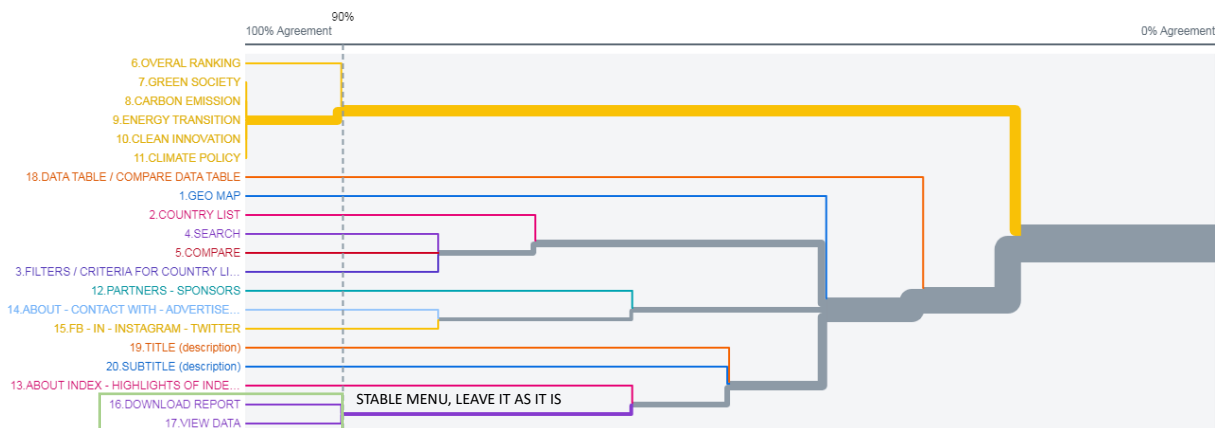 90%
100% Agreement
0% Agreement
6.OVERAL RANKING
7.GREEN SOCIETY
8.CARBON EMISSION
9.ENERGY TRANSITION
10.CLEAN INNOVATION
11.CLIMATE POLICY
18.DATA TABLE / COMPARE DATA TABLE
1.GEO MAP
2.COUNTRY LIST
4.SEARCH
5.COMPARE
3.FILTERS / CRITERIA FOR COUNTRY LI...
12.PARTNERS - SPONSORS
14.ABOUT - CONTACT WITH - ADVERTISE...
15.FB - IN - INSTAGRAM - TWITTER
19.TITLE (description)
20.SUBTITLE (description)
13.ABOUT INDEX - HIGHLIGHTS OF INDE...
16.DOWNLOAD REPORT
STABLE MENU, LEAVE IT AS IT IS
17.VIEW DATA